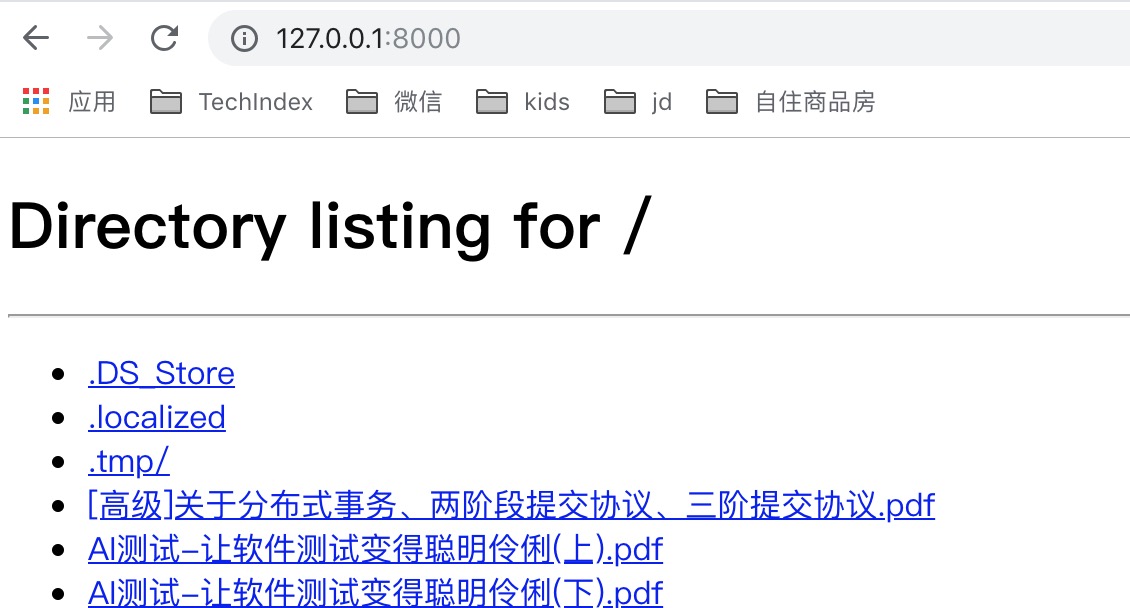 127.0.0.1:8000
应用 TechIndex 微信 kids jd 自住商品房
Directory listing for /
.DS_Store
.localized
.tmp/
[高级]关于分布式事务、两阶段提交协议、三阶提交协议.pdf
AI测试-让软件测试变得聪明伶俐(上).pdf
AI测试-让软件测试变得聪明伶俐(下).pdf